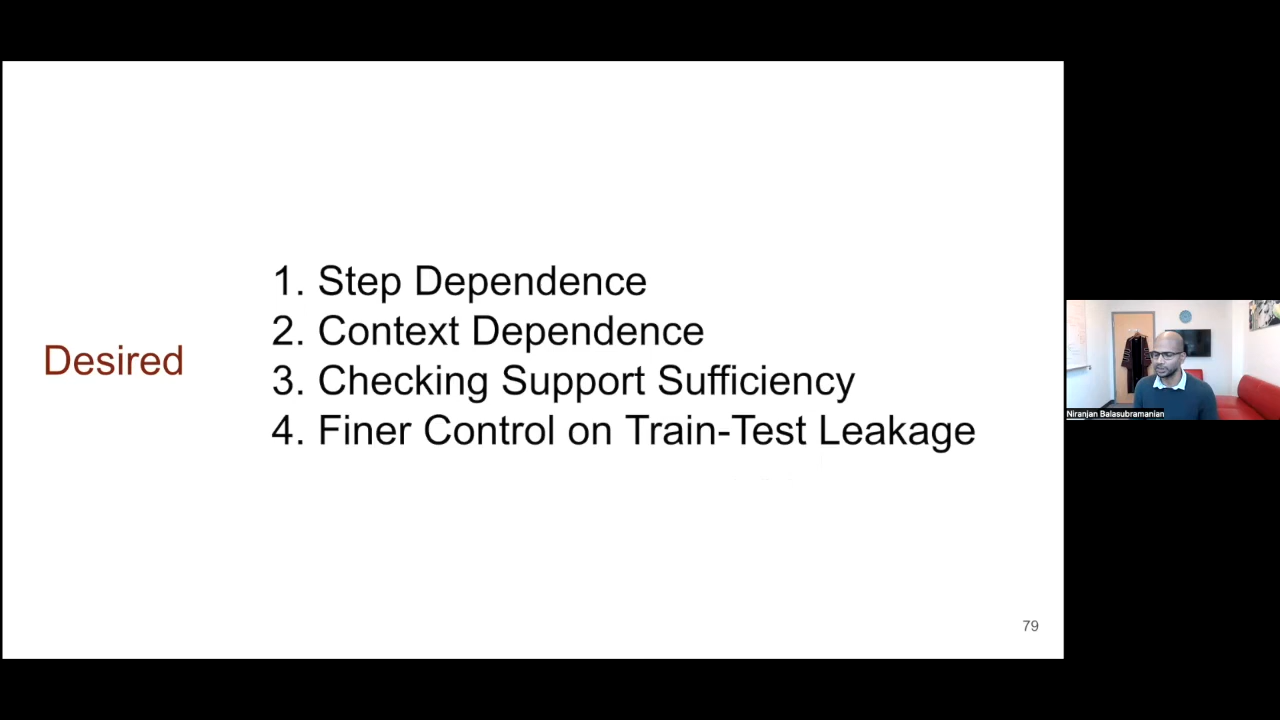 Desired
1. Step Dependence
2. Context Dependence
3. Checking Support Sufficiency
4. Finer Control on Train-Test Leakage
79
Niranjan Balasubramanian